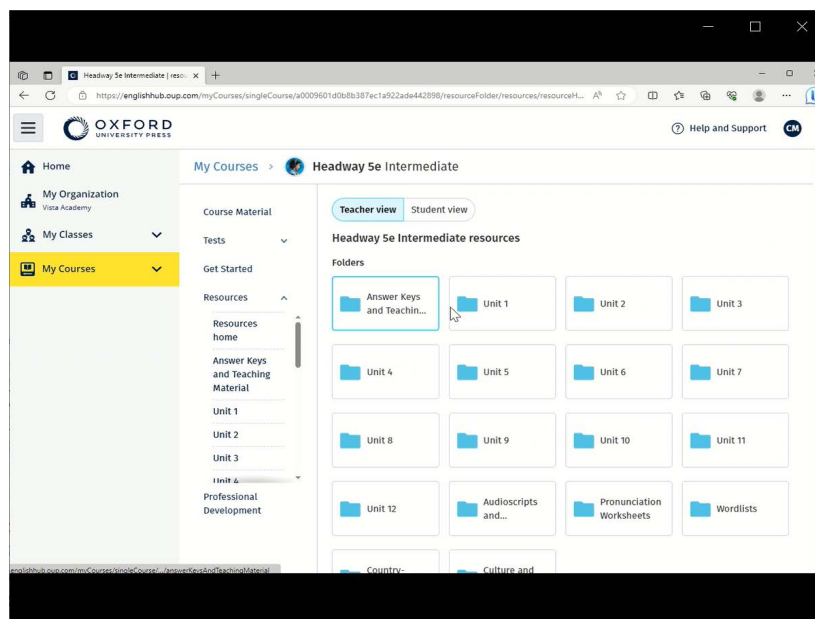 Headway 5e Intermediate | reso
https://englishhub.oup.com/myCourses/singleCourse/a0009601d0b8b387ec1a922ade442898/resourceFolder/resources/resourceH...
OXFORD
UNIVERSITY PRESS
Help and Support
CM
Home
My Organization
Vista Academy
My Classes
My Courses
My Courses > Headway 5e Intermediate
Course Material
Tests
Get Started
Resources
Resources
home
Answer Keys
and Teaching
Material
Unit 1
Unit 2
Unit 3
Unit 4
Professional
Development
Teacher view Student view
Headway 5e Intermediate resources
Folders
Answer Keys
and Teachin...
Unit 1
Unit 2
Unit 3
Unit 4
Unit 5
Unit 6
Unit 7
Unit 8
Unit 9
Unit 10
Unit 11
Unit 12
Audioscripts
and...
Pronunciation
Worksheets
Wordlists
Country-
Culture and
englishhub.oup.com/myCourses/singleCourse/.../answerKeysAndTeachingMaterial